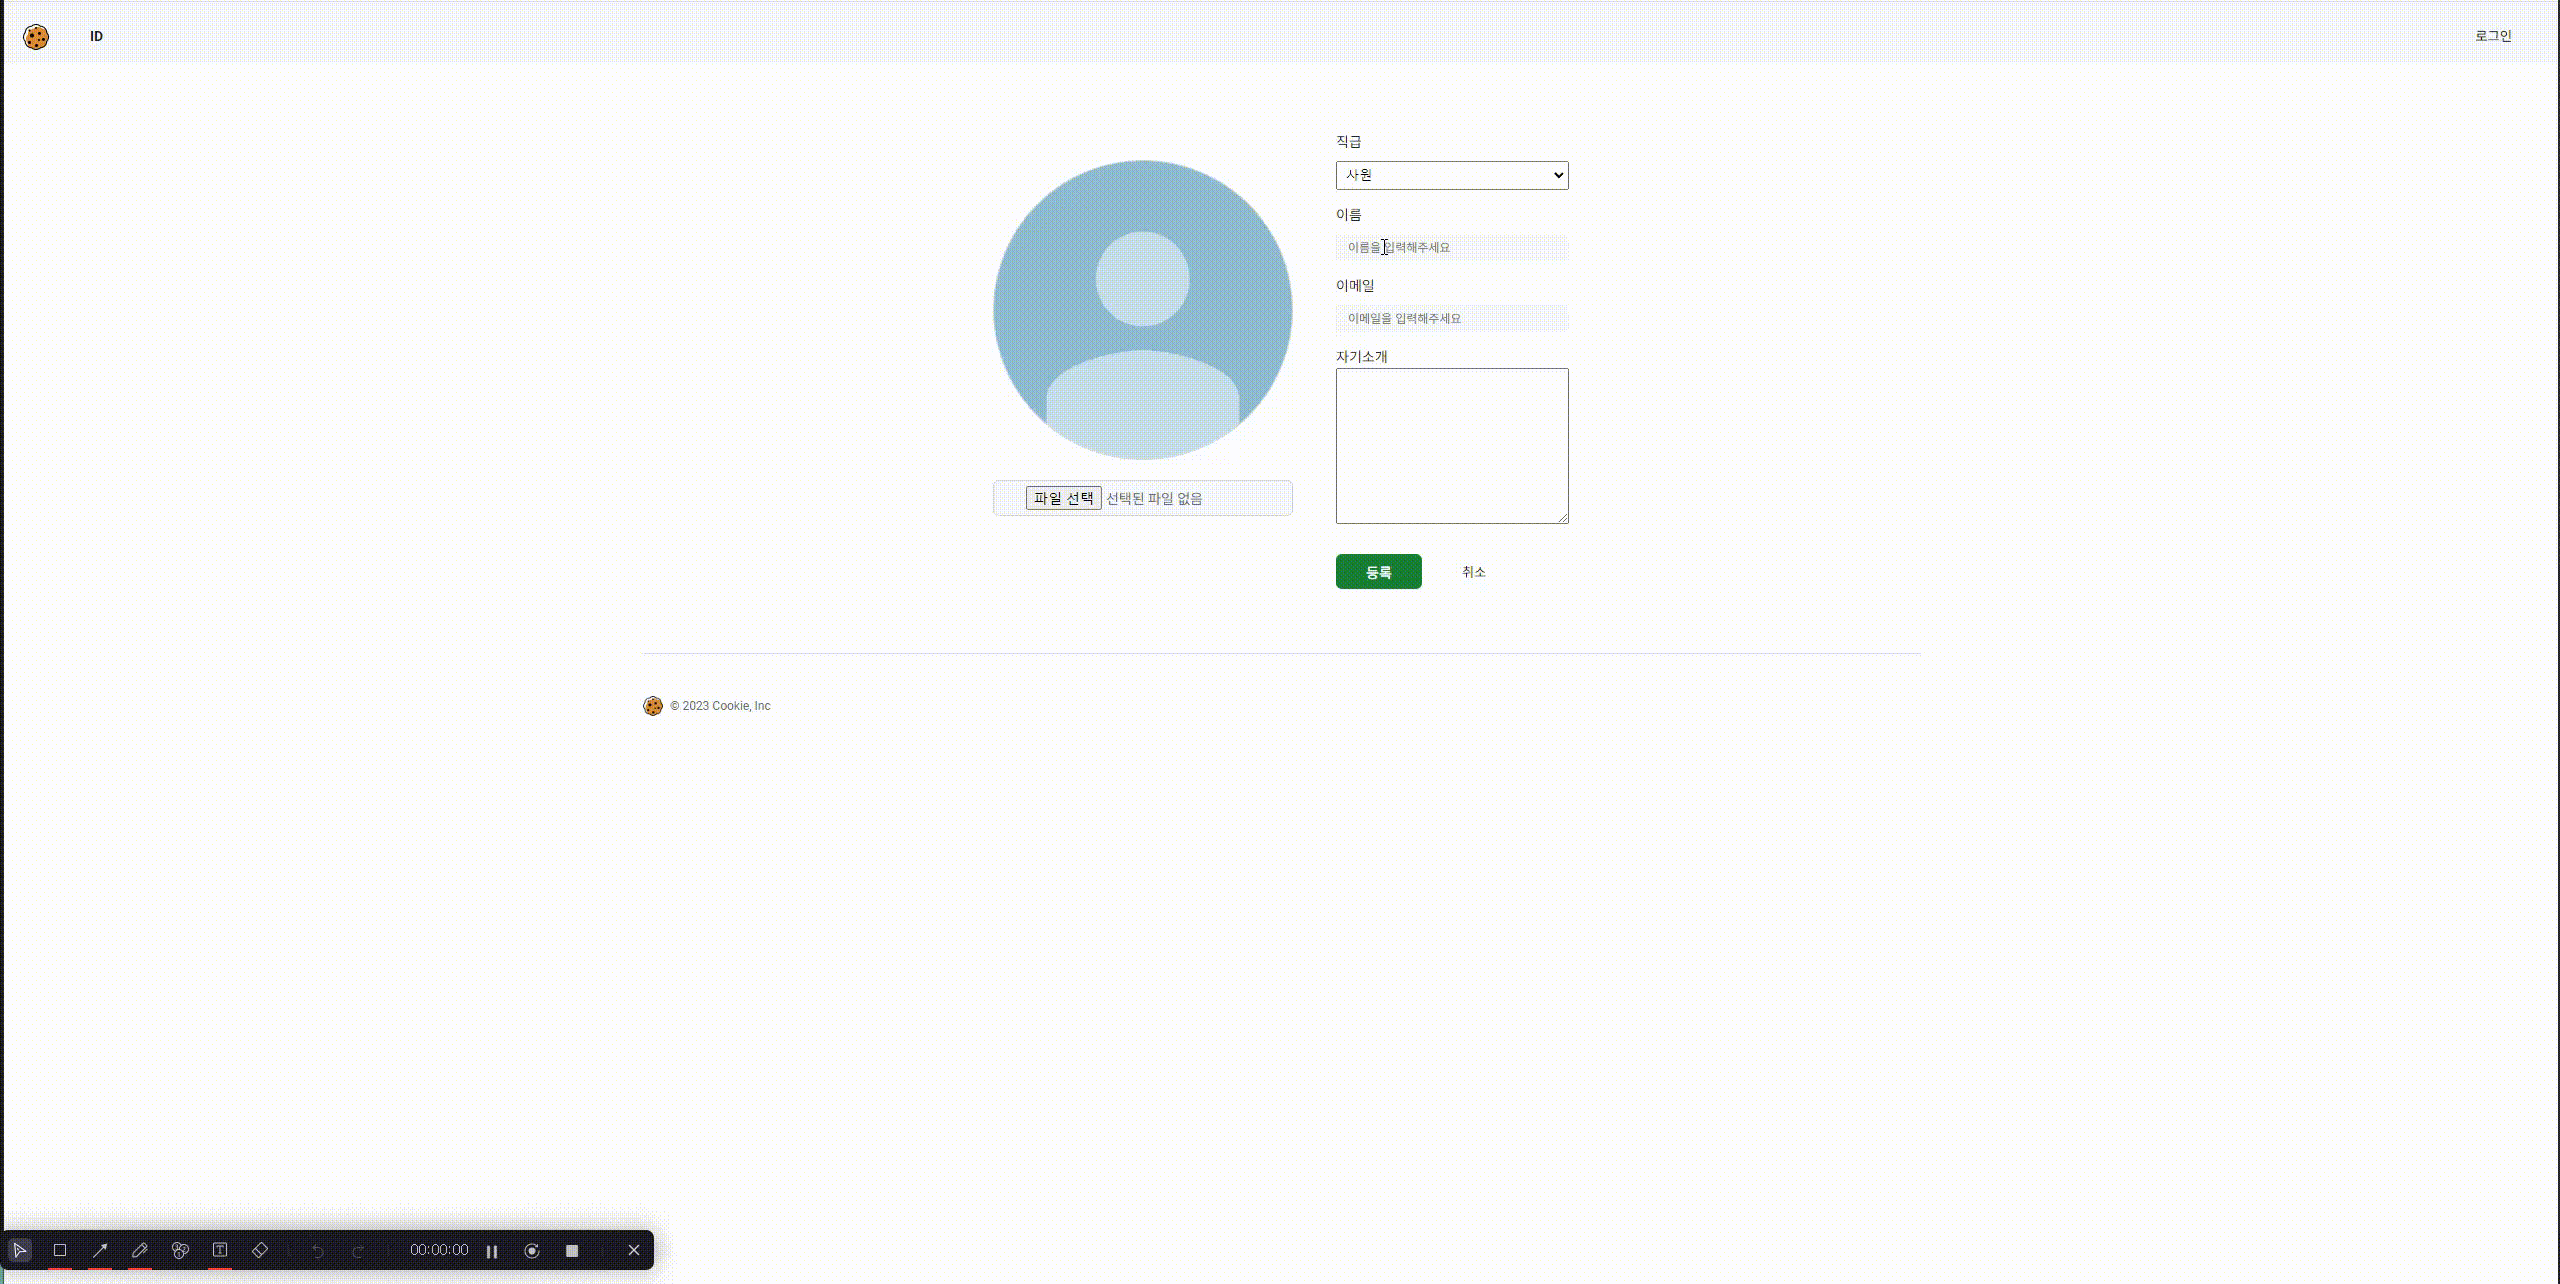 ID
로그인
직급
사원
이름
이름을 입력해주세요
이메일
이메일을 입력해주세요
자기소개
파일 선택 선택된 파일 없음
등록
취소
© 2023 Cookie, Inc
T
00:00:00